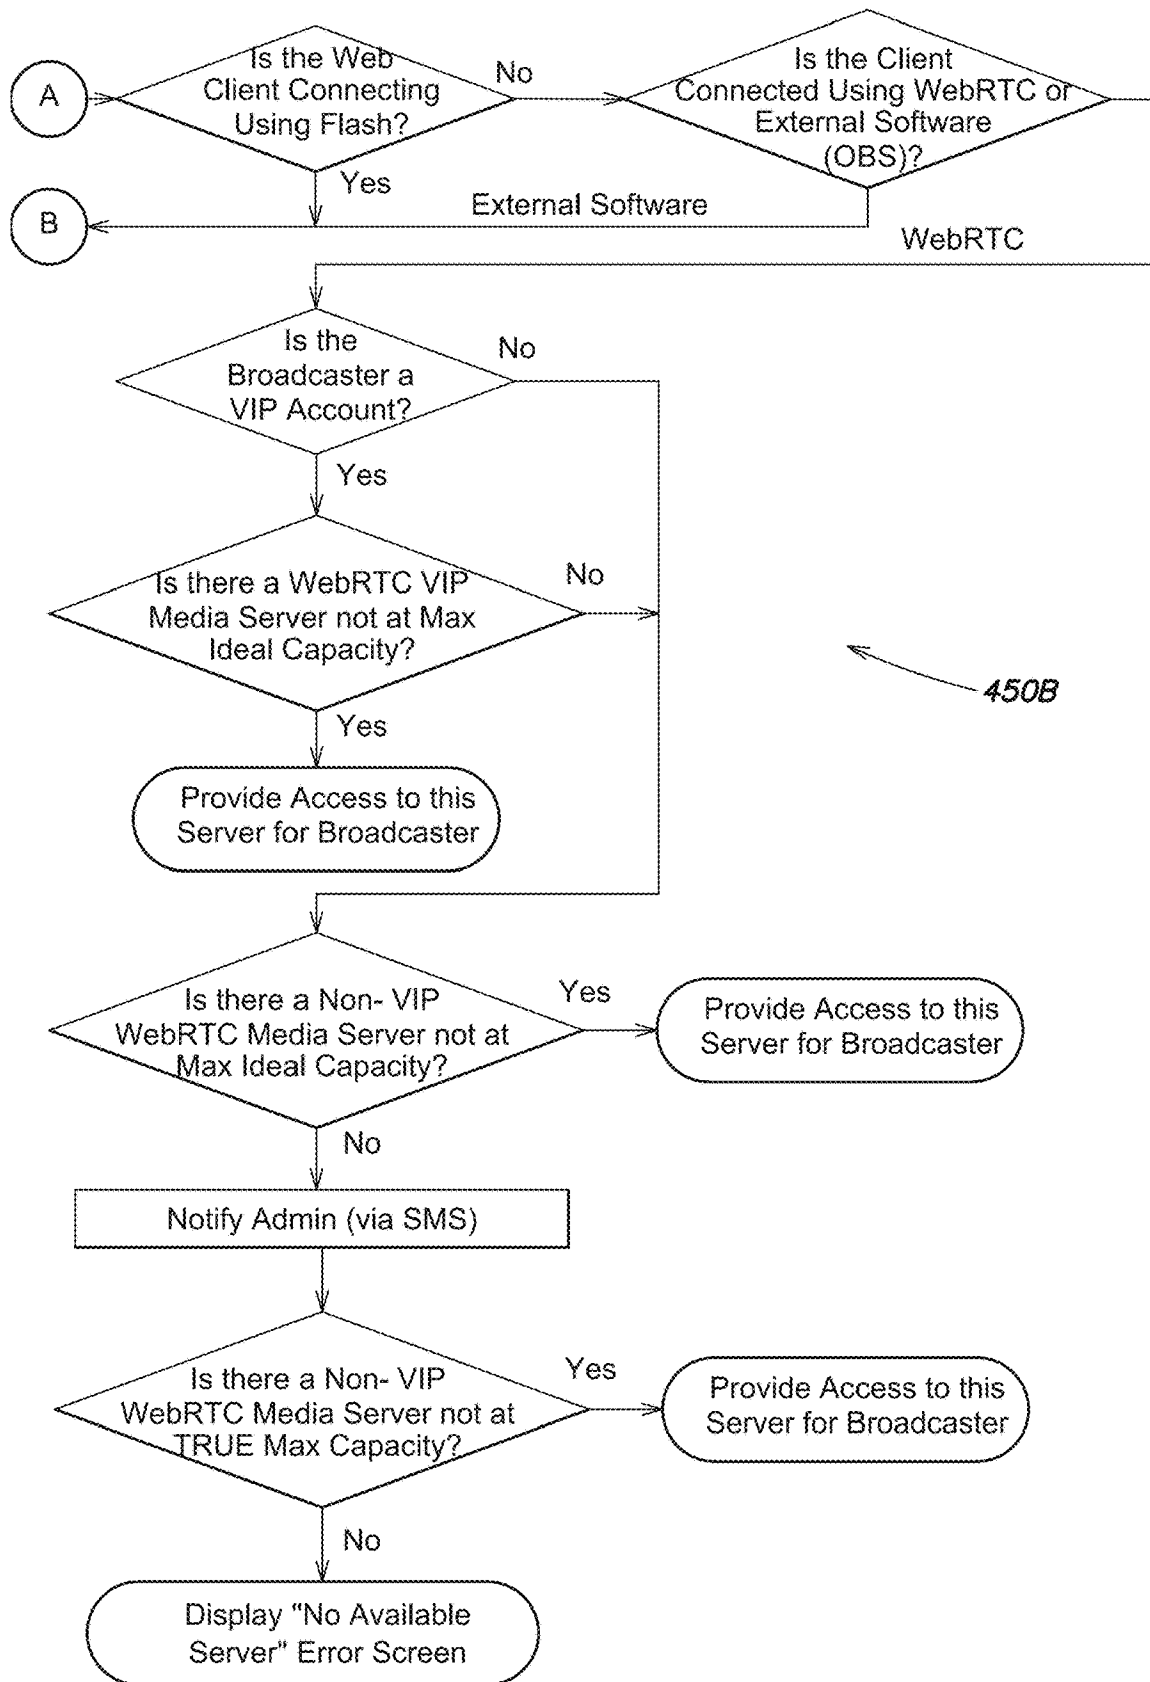 A
Is the Web
Client Connecting
Using Flash?
No
Is the Client
Connected Using WebRTC or
External Software
(OBS)?
Yes
B
External Software
WebRTC
Is the
Broadcaster a
VIP Account?
No
Yes
Is there a WebRTC VIP
Media Server not at Max
Ideal Capacity?
No
450B
Yes
Provide Access to this
Server for Broadcaster
Is there a Non- VIP
WebRTC Media Server not at
Max Ideal Capacity?
Yes
Provide Access to this
Server for Broadcaster
No
Notify Admin (via SMS)
Is there a Non- VIP
WebRTC Media Server not at
TRUE Max Capacity?
Yes
Provide Access to this
Server for Broadcaster
No
Display "No Available
Server" Error Screen